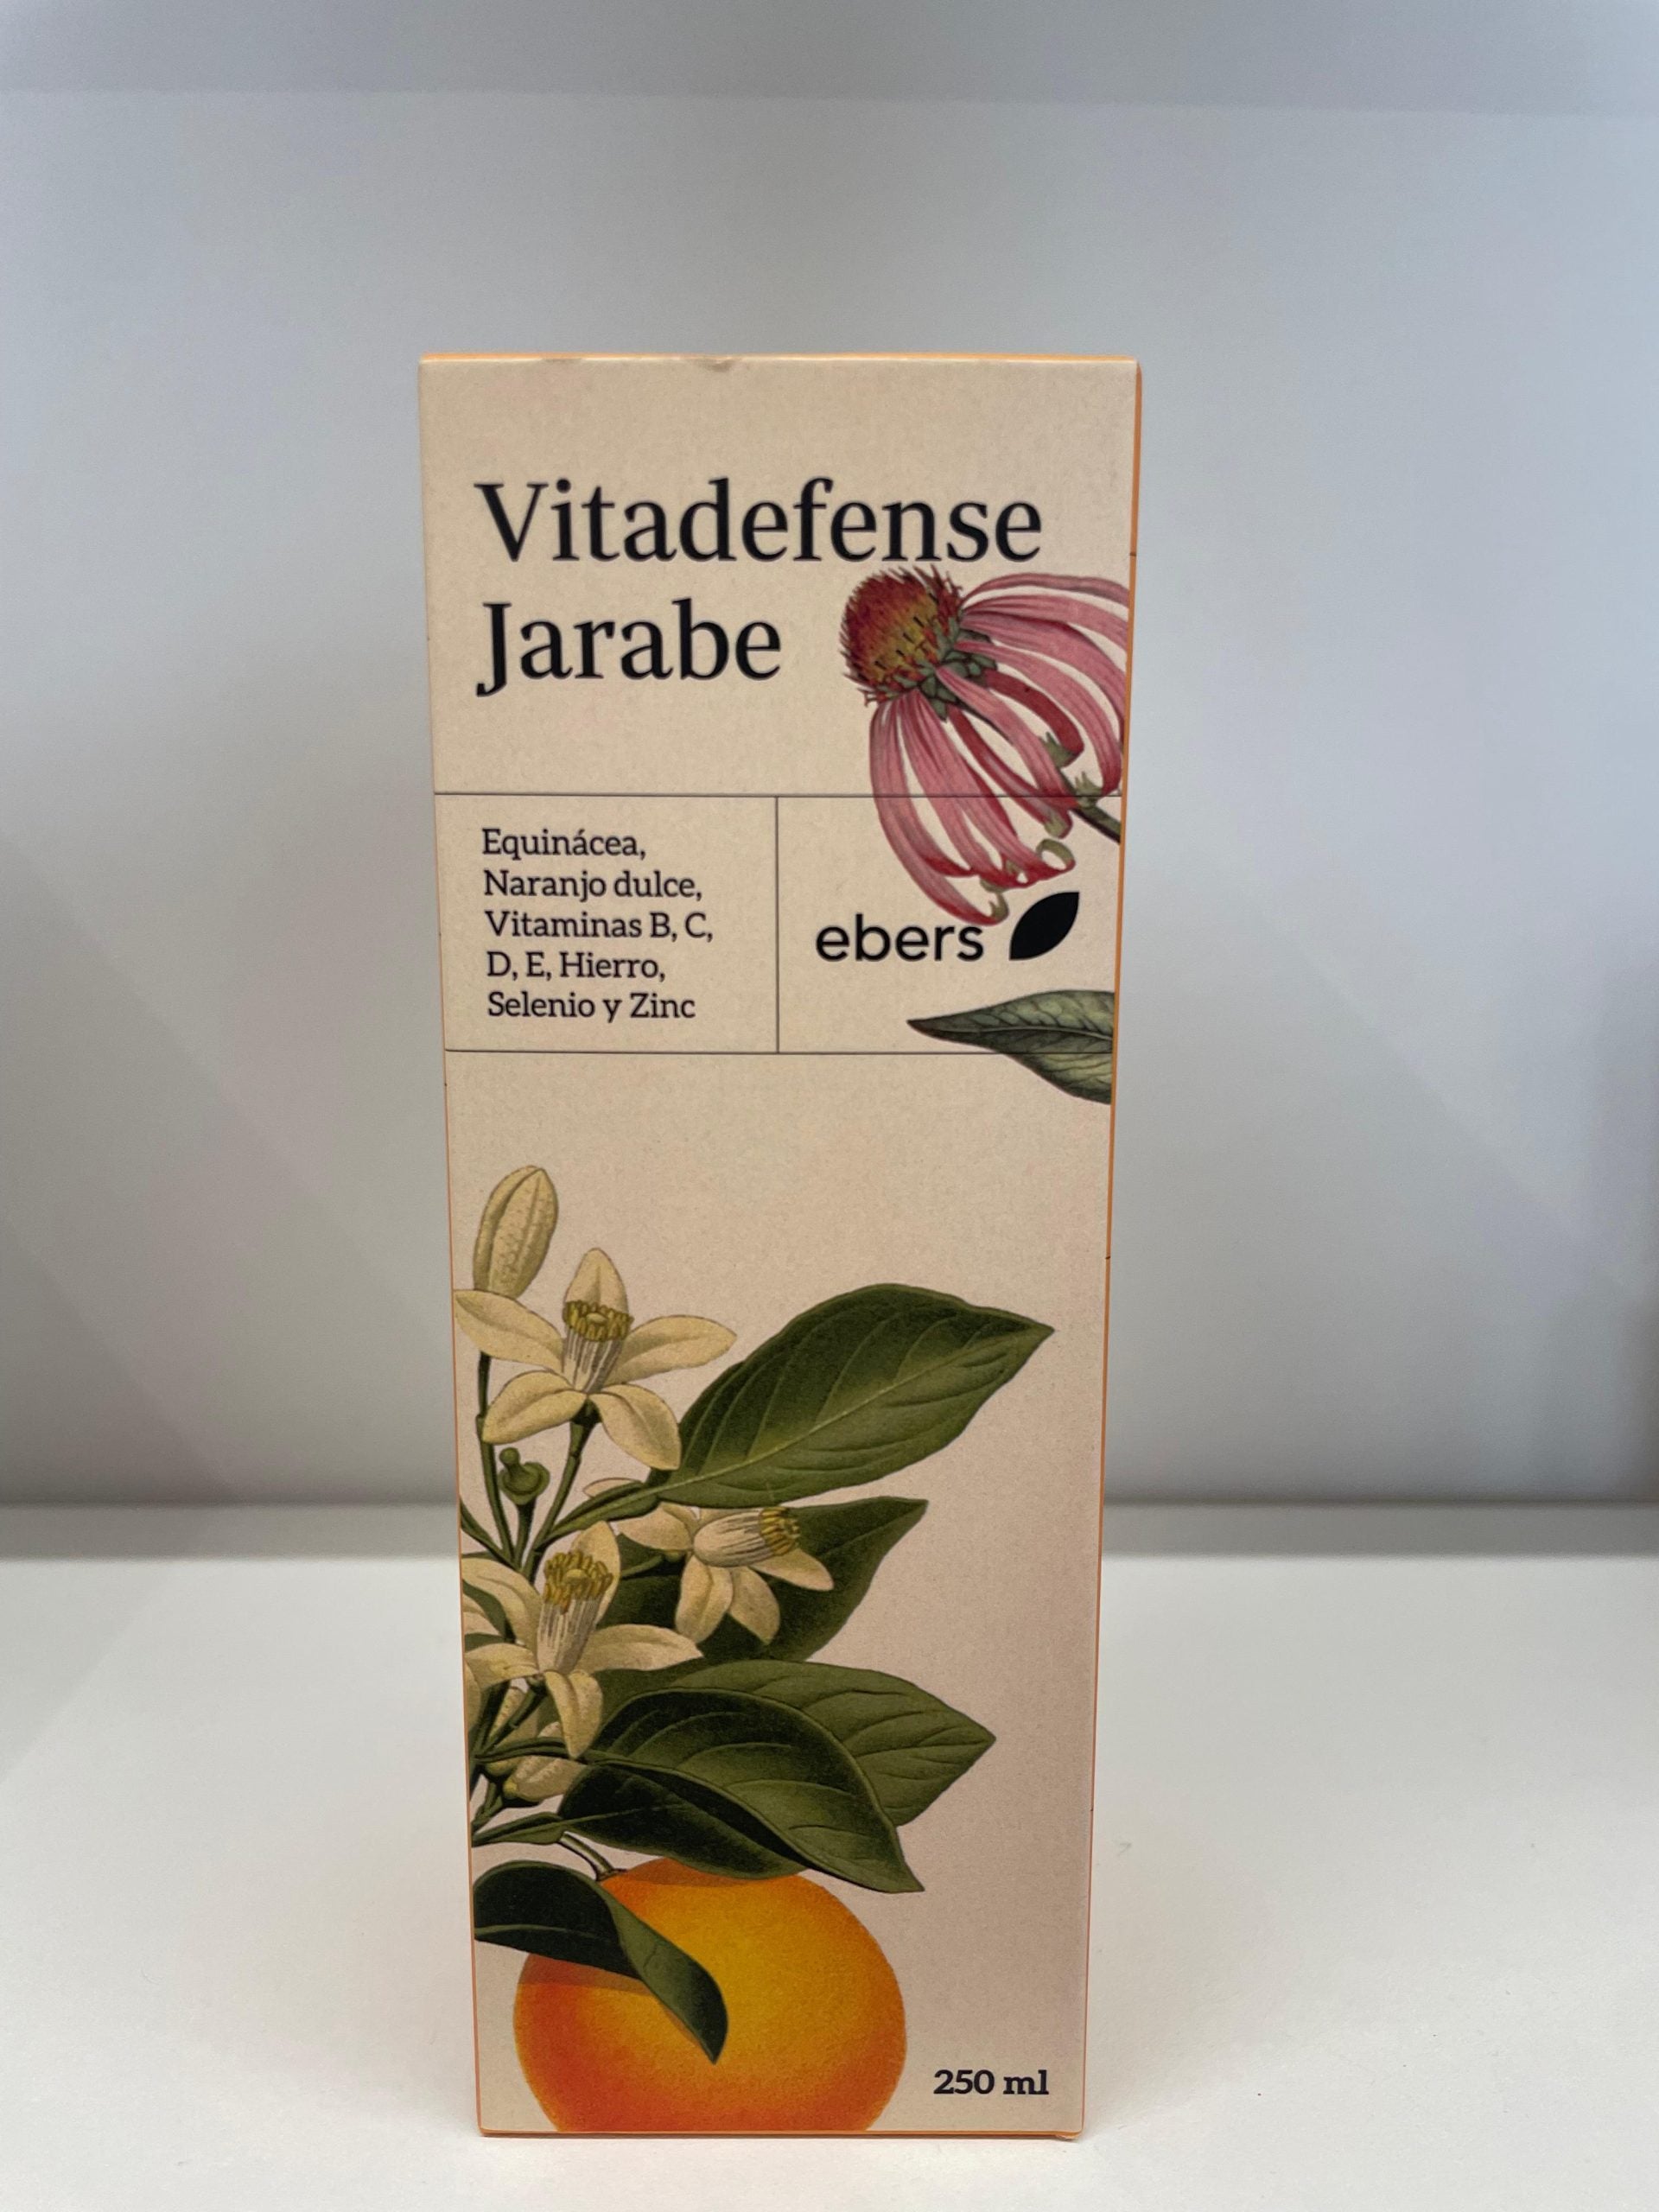 Vitadefense
Jarabe
Equinácea,
Naranjo dulce,
Vitaminas B, C,
D, E, Hierro,
Selenio y Zinc
ebers
250 ml